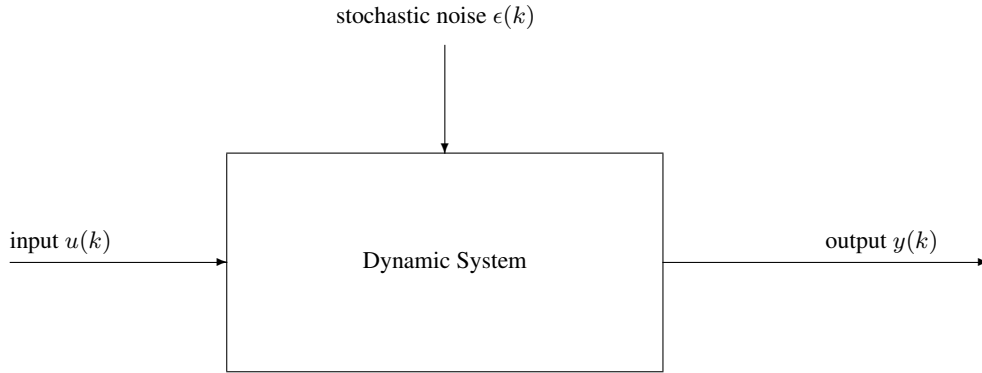 stochastic noise ϵ(k)
input u(k)
output y(k)
Dynamic System